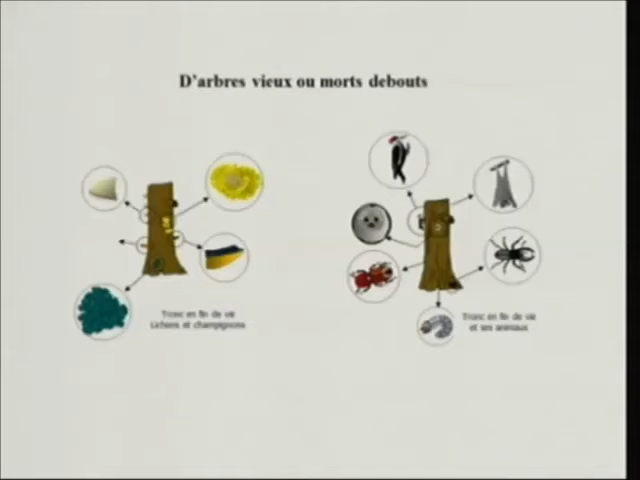 D'arbres vieux ou morts debouts
Tronc en fin de vie
Lichens et champignons
Tronc en fin de vie
et ses animaux